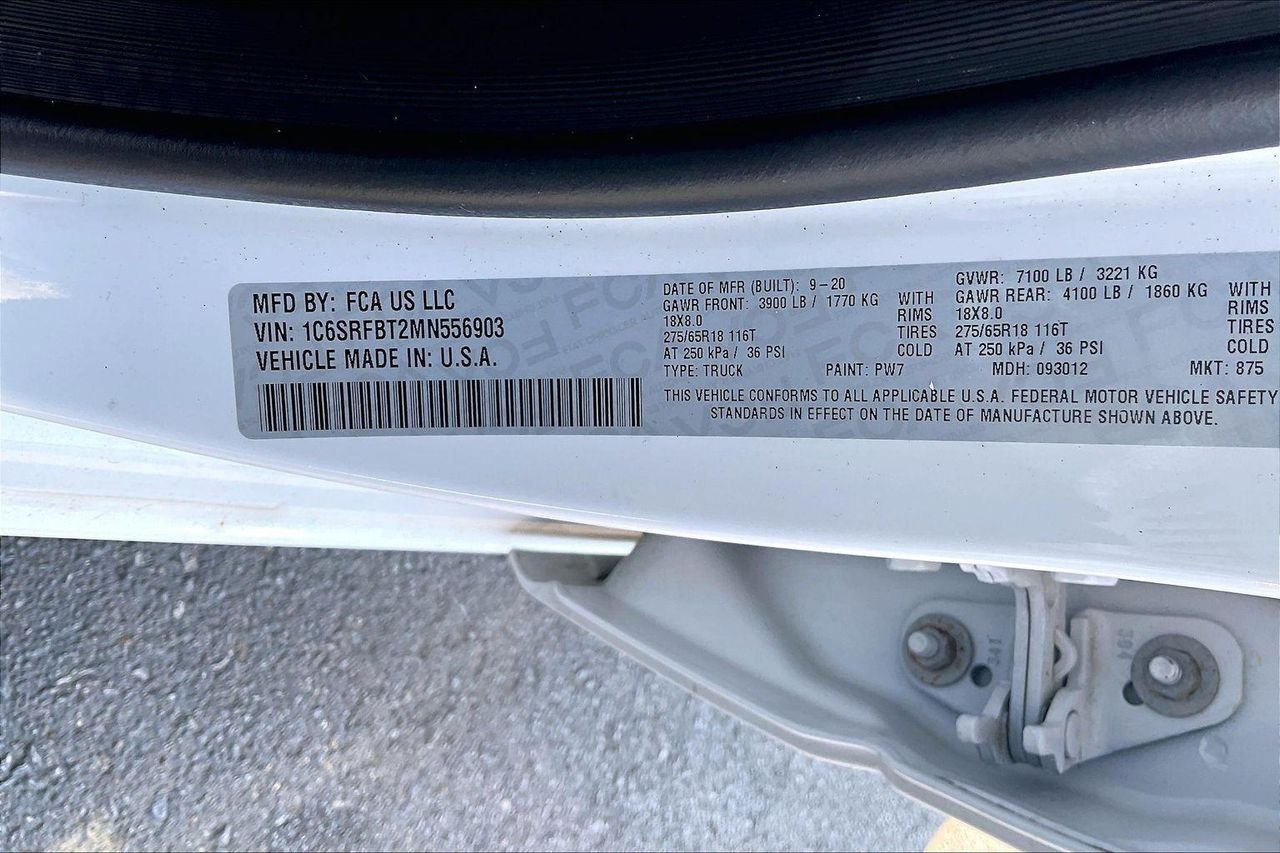 MFD BY: FCA US LLC
VIN: 1C6SRFBT2MN556903
VEHICLE MADE IN: U.S.A.
DATE OF MFR (BUILT): 9-20
GAWR FRONT: 3900 LB / 1770 KG WITH
18X8.0 RIMS
275/65R18 116T TIRES
AT 250 kPa / 36 PSI COLD
TYPE: TRUCK PAINT: PW7
GVWR: 7100 LB / 3221 KG
GAWR REAR: 4100 LB / 1860 KG WITH
18X8.0 RIMS
275/65R18 116T TIRES
AT 250 kPa / 36 PSI COLD
MDH: 093012 MKT: 875
THIS VEHICLE CONFORMS TO ALL APPLICABLE U.S.A. FEDERAL MOTOR VEHICLE SAFETY
STANDARDS IN EFFECT ON THE DATE OF MANUFACTURE SHOWN ABOVE.